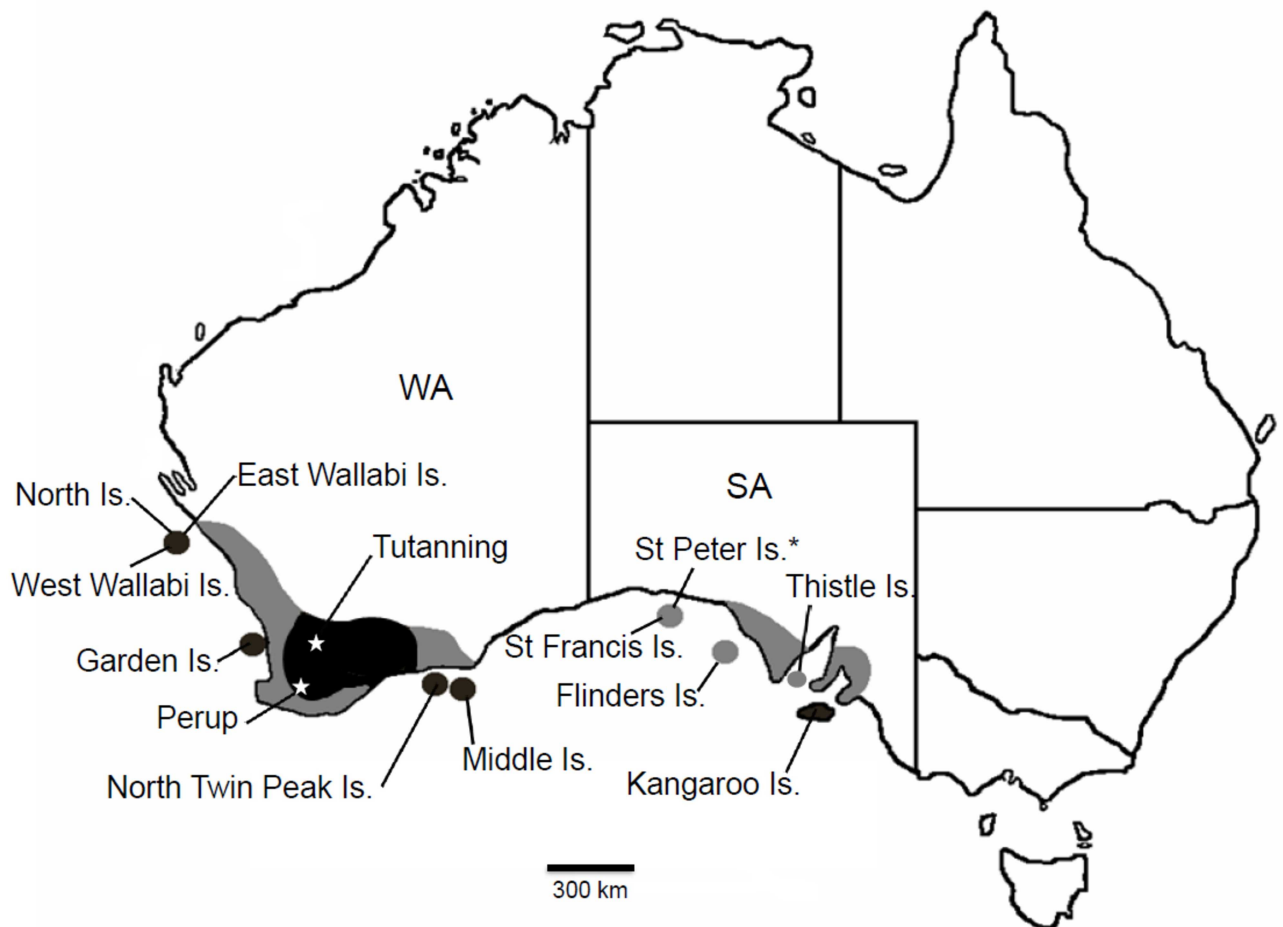 WA
East Wallabi Is.
North Is.
SA
Tutanning
St Peter Is.*
West Wallabi Is.
Thistle Is.
St Francis Is.
Garden Is.
Flinders Is.
Perup
Middle Is.
North Twin Peak Is.
Kangaroo Is.
300 km